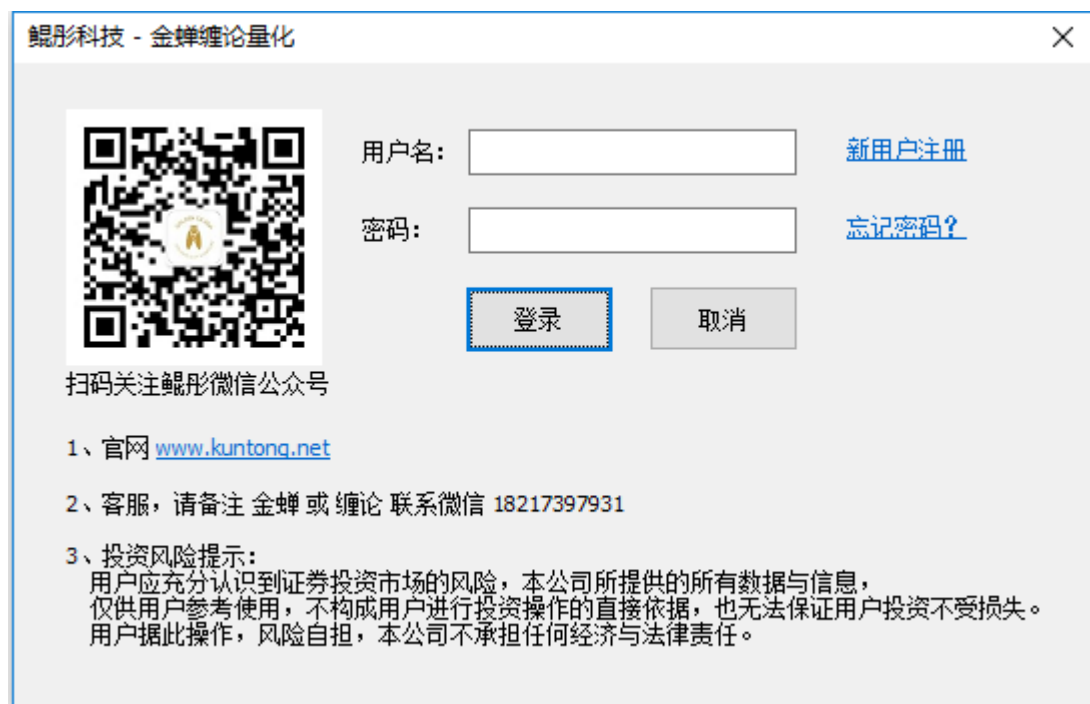 鲲彤科技 - 金蝉缠论量化
用户名:
新用户注册
密码:
忘记密码?
登录
取消
扫码关注鲲彤微信公众号
1、官网 www.kuntong.net
2、客服，请备注 金蝉 或 缠论 联系微信 18217397931
3、投资风险提示:
用户应充分认识到证券投资市场的风险，本公司所提供的所有数据与信息，
仅供用户参考使用，不构成用户进行投资操作的直接依据，也无法保证用户投资不受损失。
用户据此操作，风险自担，本公司不承担任何经济与法律责任。